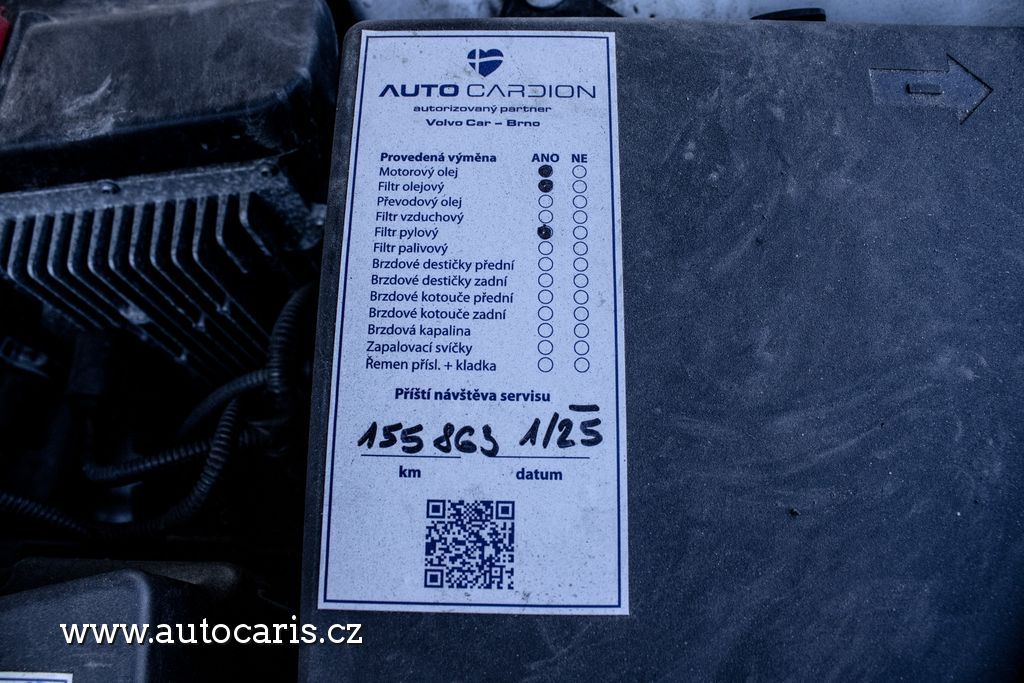 AUTO CARDION
autorizovaný partner
Volvo Car – Brno
Provedená výměna ANO NE
Motorový olej
Filtr olejový
Převodový olej
Filtr vzduchový
Filtr pylový
Filtr palivový
Brzdové destičky přední
Brzdové destičky zadní
Brzdové kotouče přední
Brzdové kotouče zadní
Brzdová kapalina
Zapalovací svíčky
Řemen přísl. + kladka
Příští návštěva servisu
155 869 1/25
km datum
www.autocaris.cz